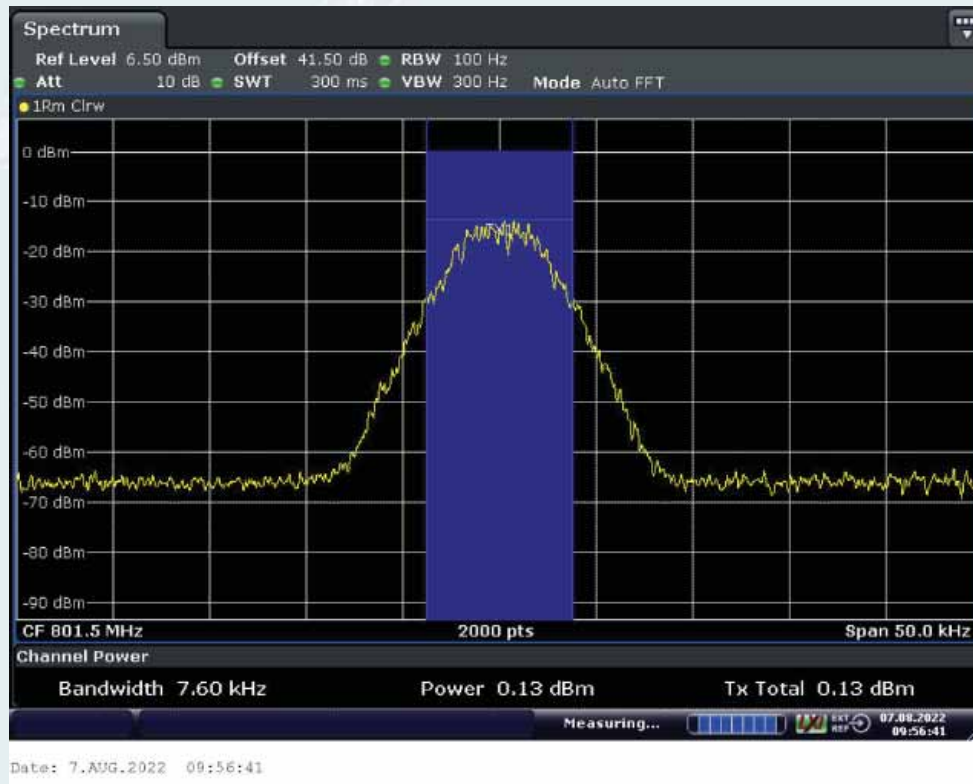 Spectrum
Ref Level 6.50 dBm Offset 41.50 dB RBW 100 Hz
Att 10 dB SWT 300 ms VBW 300 Hz Mode Auto FFT
1Rm Clrw
0 dBm
-10 dBm
-20 dBm
-30 dBm
-40 dBm
-50 dBm
-60 dBm
-70 dBm
-80 dBm
-90 dBm
CF 801.5 MHz 2000 pts Span 50.0 kHz
Channel Power
Bandwidth 7.60 kHz Power 0.13 dBm Tx Total 0.13 dBm
Measuring... EXT REF 07.08.2022 09:56:41
Date: 7.AUG.2022 09:56:41